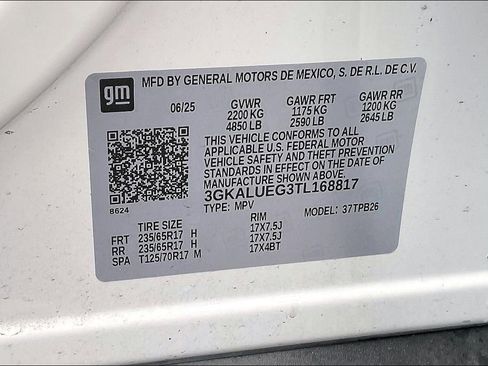 gm MFD BY GENERAL MOTORS DE MEXICO, S. DE R.L. DE C.V.
06/25 GVWR GAWR FRT GAWR RR
2200 KG 1175 KG 1200 KG
4850 LB 2590 LB 2645 LB
THIS VEHICLE CONFORMS TO ALL
APPLICABLE U.S. FEDERAL MOTOR
VEHICLE SAFETY AND THEFT PREVENTION
STANDARDS IN EFFECT ON THE DATE OF
MANUFACTURE SHOWN ABOVE.
3GKALUEG3TL168817
8624 TYPE: MPV MODEL: 37TPB26
TIRE SIZE RIM
FRT 235/65R17 H 17X7.5J
RR 235/65R17 H 17X7.5J
SPA T125/70R17 M 17X4BT